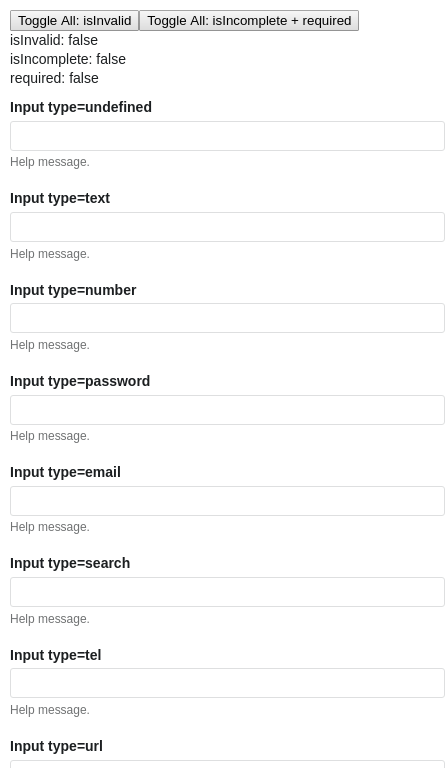 Toggle All: isInvalid Toggle All: isIncomplete + required
isInvalid: false
isIncomplete: false
required: false
Input type=undefined
Help message.
Input type=text
Help message.
Input type=number
Help message.
Input type=password
Help message.
Input type=email
Help message.
Input type=search
Help message.
Input type=tel
Help message.
Input type=url